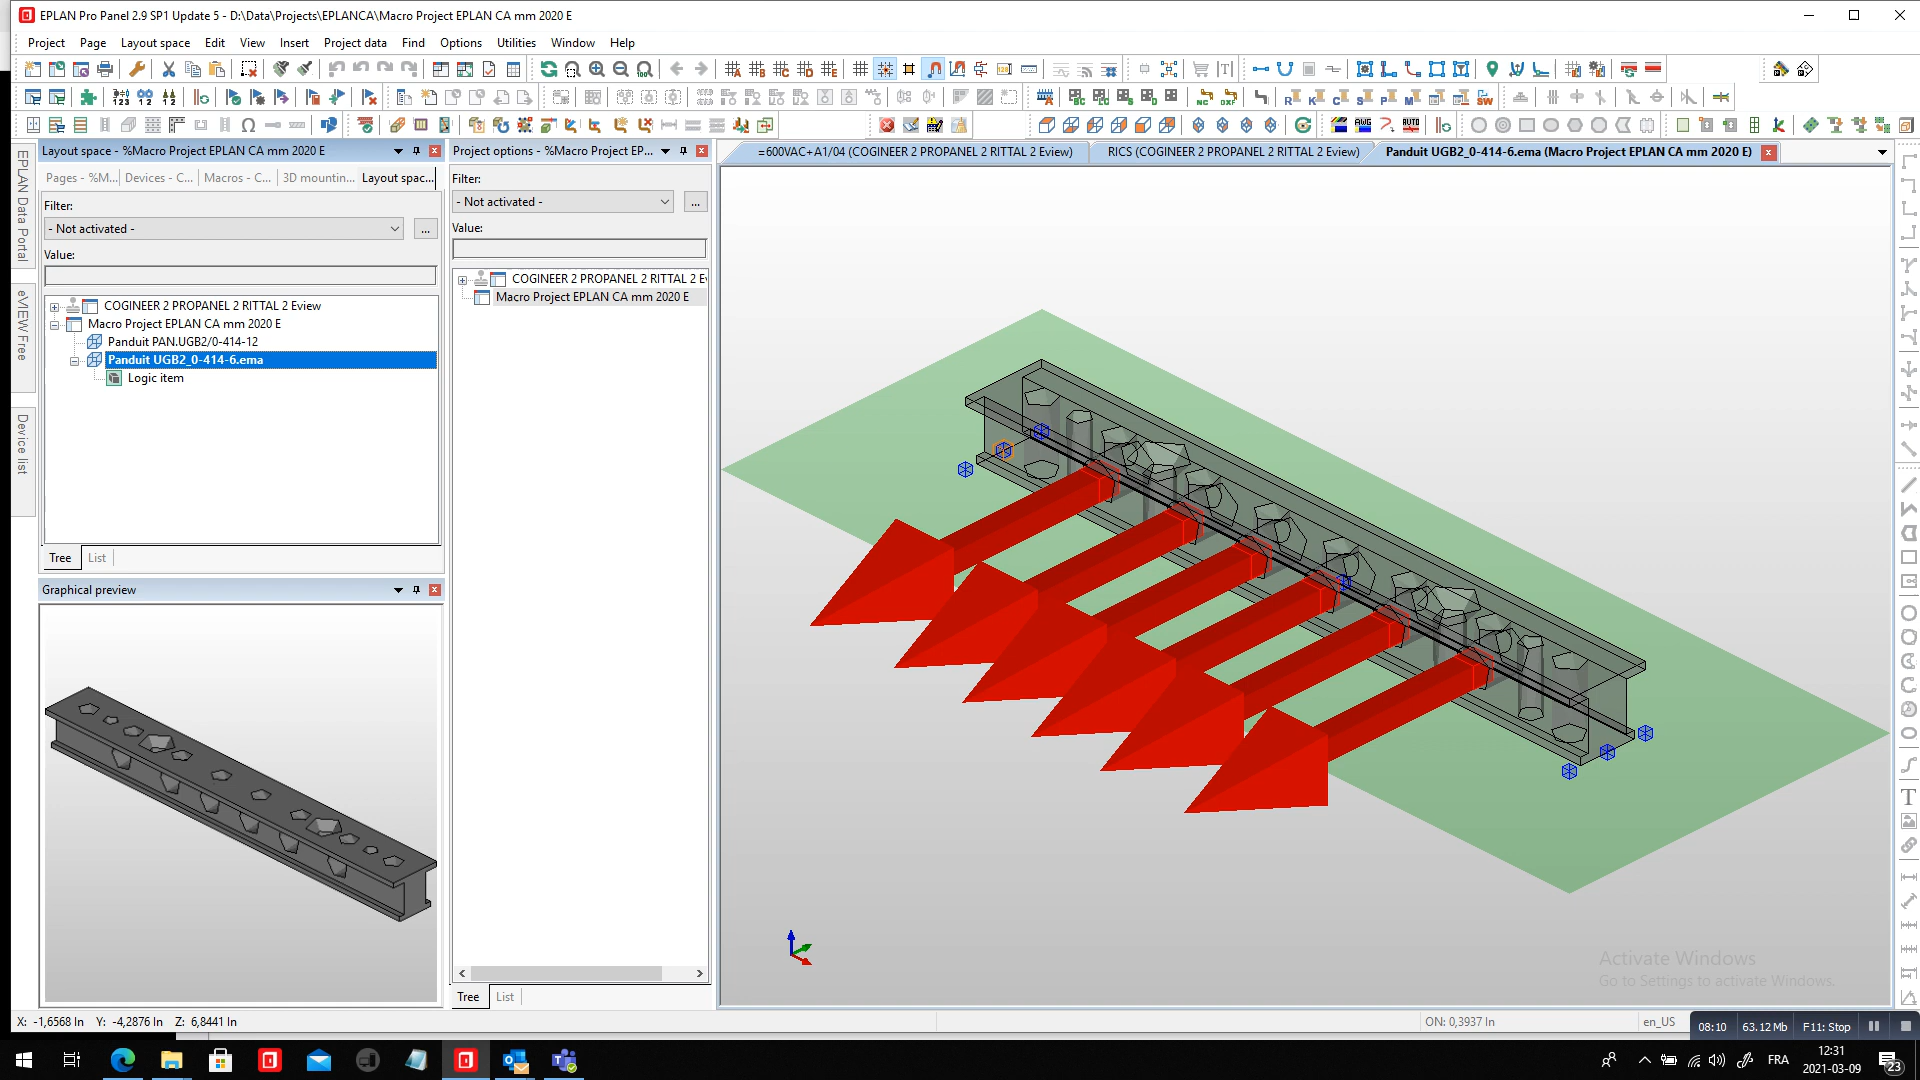 EPLAN Pro Panel 2.9 SP1 Update 5 - D:\Data\Projects\EPLANCA\Macro Project EPLAN CA mm 2020 E
Project Page Layout space Edit View Insert Project data Find Options Utilities Window Help
EPLAN Data Portal
eVIEW Free
Device list
Layout space - %Macro Project EPLAN CA mm 2020 E
Pages - %M... Devices - C... Macros - C... 3D mountin... Layout spac...
Filter:
- Not activated -
...
Value:
COGINEER 2 PROPANEL 2 RITTAL 2 Eview
Macro Project EPLAN CA mm 2020 E
Panduit PAN.UGB2/0-414-12
Panduit UGB2_0-414-6.ema
Logic item
Tree List
Graphical preview
Project options - %Macro Project EP...
Filter:
- Not activated -
...
Value:
COGINEER 2 PROPANEL 2 RITTAL 2 Ev
Macro Project EPLAN CA mm 2020 E
Tree List
=600VAC+A1/04 (COGINEER 2 PROPANEL 2 RITTAL 2 Eview)
RICS (COGINEER 2 PROPANEL 2 RITTAL 2 Eview)
Panduit UGB2_0-414-6.ema (Macro Project EPLAN CA mm 2020 E)
Activate Windows
Go to Settings to activate Windows.
X: -1,6568 In Y: -4,2876 In Z: 6,8441 In
ON: 0,3937 In
en_US
08:10 63.12 Mb F11: Stop
FRA
12:31
2021-03-09
23